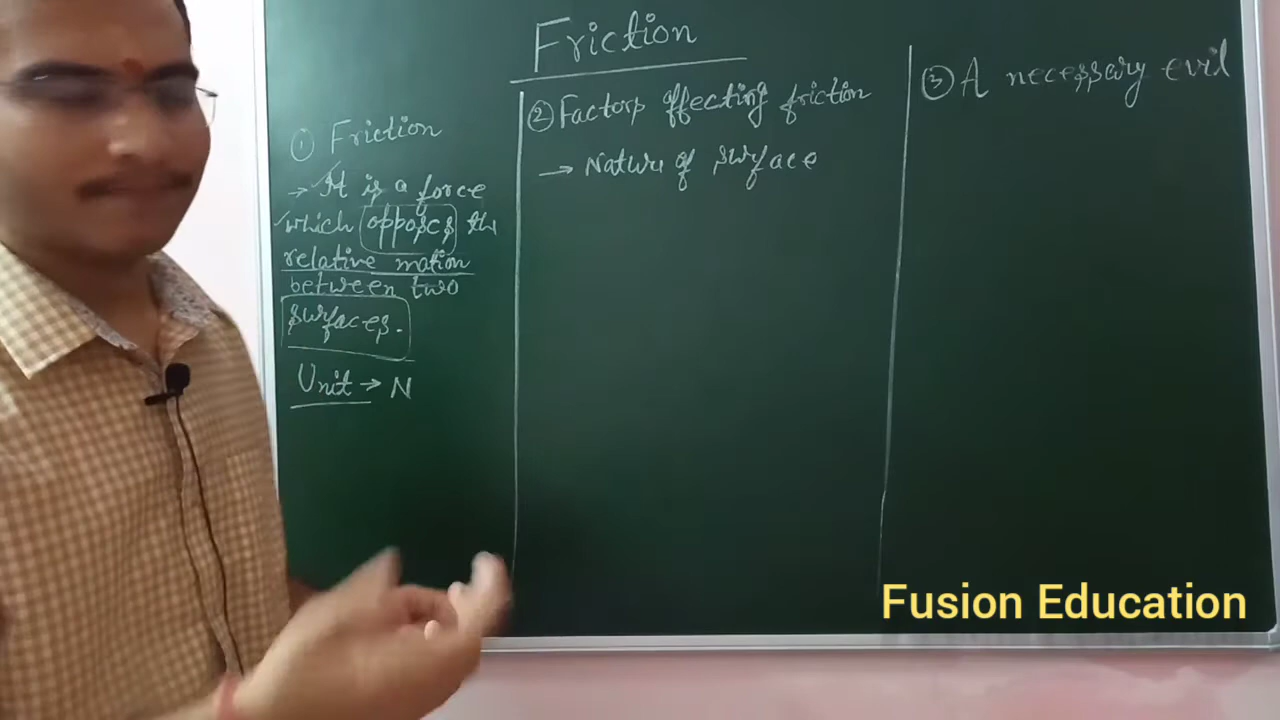 Friction
① Friction
→ It is a force
which opposes the
relative motion
between two
surfaces.
Unit → N
② Factors affecting friction
→ Nature of surface
③ A necessary evil
Fusion Education